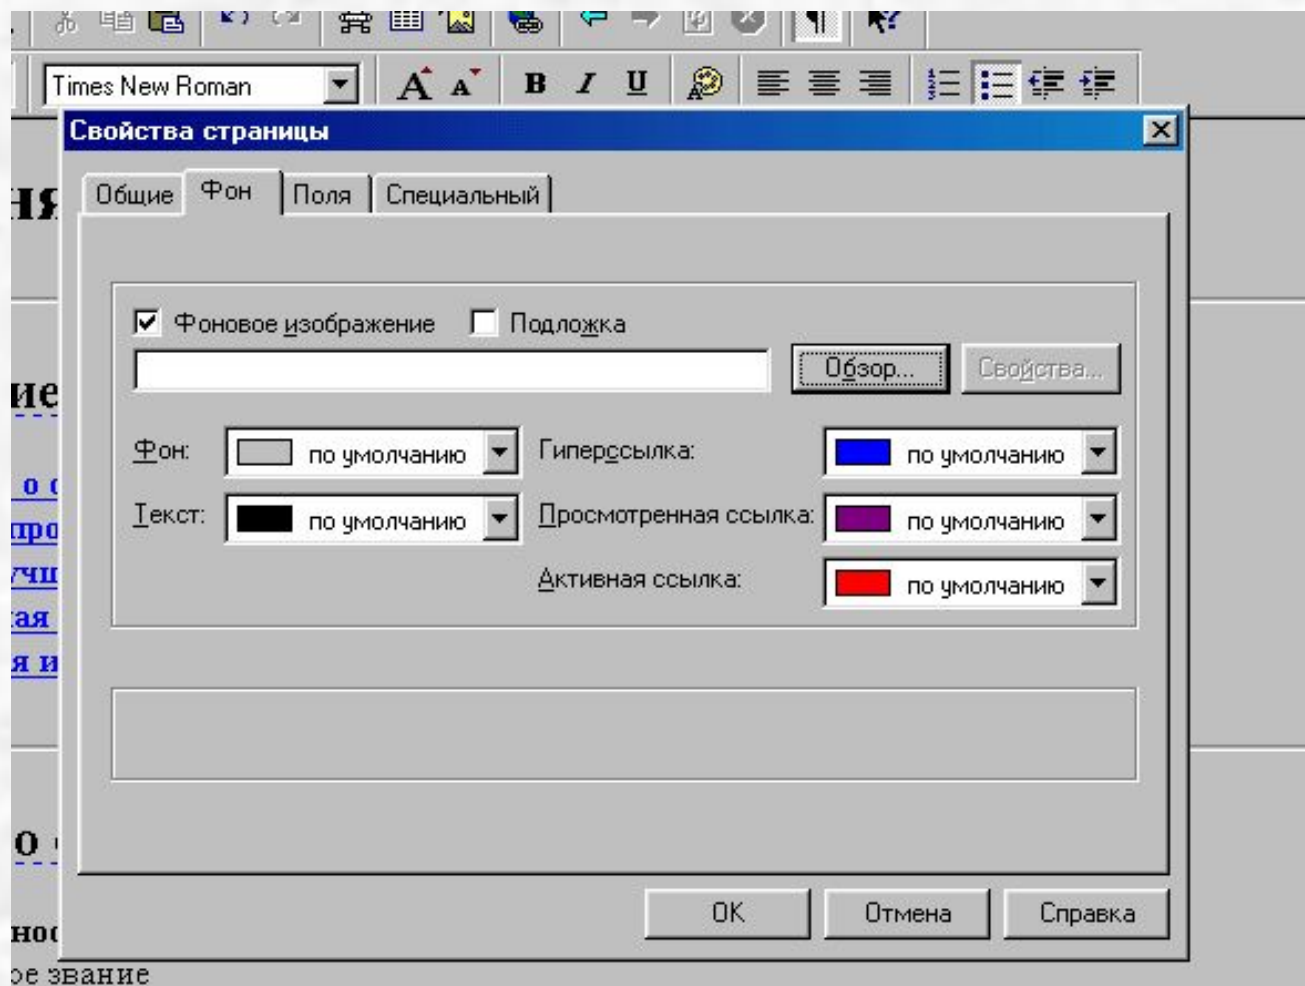 Times New Roman
Свойства страницы
Общие Фон Поля Специальный
Фоновое изображение Подложка
Обзор... Свойства...
Фон: по умолчанию Гиперссылка: по умолчанию
Текст: по умолчанию Просмотренная ссылка: по умолчанию
Активная ссылка: по умолчанию
OK Отмена Справка
звание